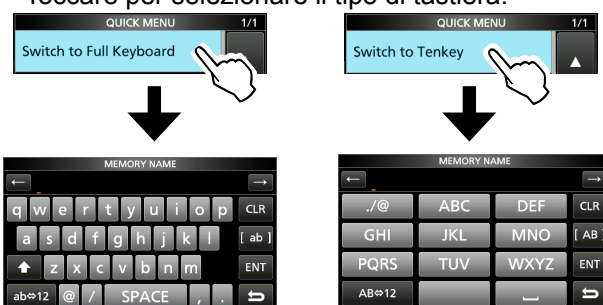 Toccare per selezionare il tipo di tastiera.
QUICK MENU 1/1
Switch to Full Keyboard
QUICK MENU 1/1
Switch to Tenkey
MEMORY NAME
← →
q w e r t y u i o p CLR
a s d f g h j k l [ ab ]
z x c v b n m ENT
ab⇔12 @ / SPACE , .
MEMORY NAME
← →
./@ ABC DEF CLR
GHI JKL MNO [ AB ]
PQRS TUV WXYZ ENT
AB⇔12